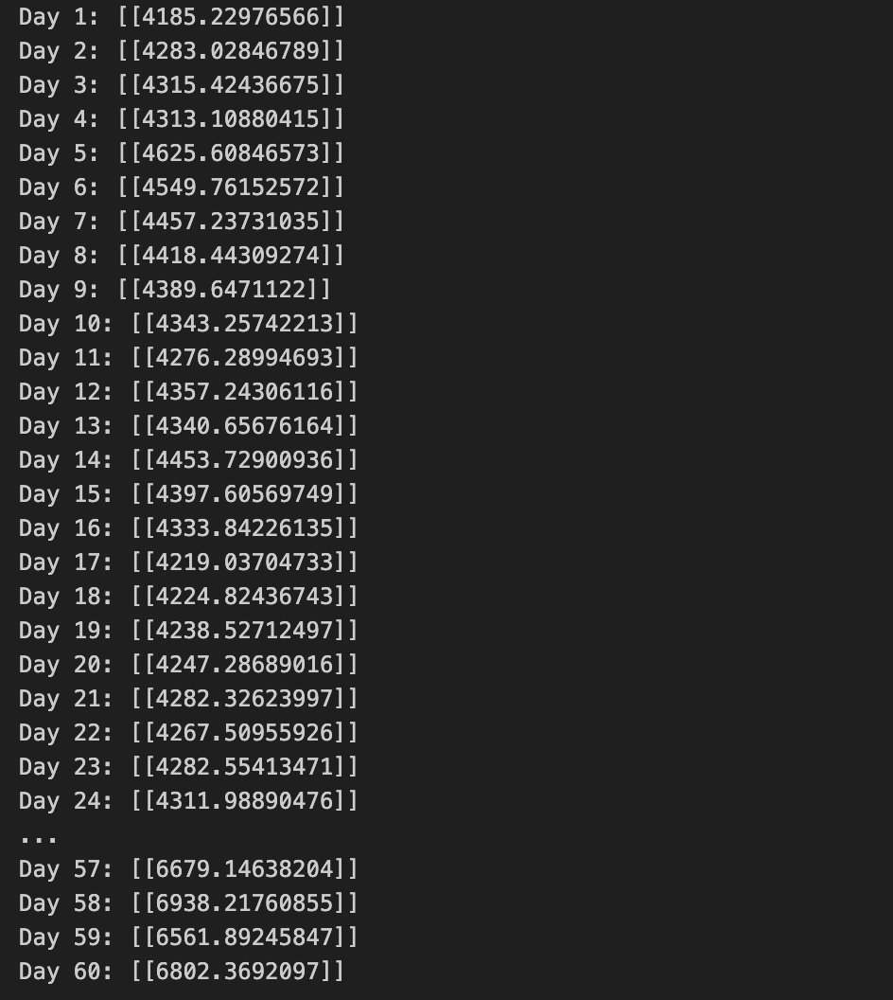 Day 1: [[4185.22976566]]
Day 2: [[4283.02846789]]
Day 3: [[4315.42436675]]
Day 4: [[4313.10880415]]
Day 5: [[4625.60846573]]
Day 6: [[4549.76152572]]
Day 7: [[4457.23731035]]
Day 8: [[4418.44309274]]
Day 9: [[4389.6471122]]
Day 10: [[4343.25742213]]
Day 11: [[4276.28994693]]
Day 12: [[4357.24306116]]
Day 13: [[4340.65676164]]
Day 14: [[4453.72900936]]
Day 15: [[4397.60569749]]
Day 16: [[4333.84226135]]
Day 17: [[4219.03704733]]
Day 18: [[4224.82436743]]
Day 19: [[4238.52712497]]
Day 20: [[4247.28689016]]
Day 21: [[4282.32623997]]
Day 22: [[4267.50955926]]
Day 23: [[4282.55413471]]
Day 24: [[4311.98890476]]
...
Day 57: [[6679.14638204]]
Day 58: [[6938.21760855]]
Day 59: [[6561.89245847]]
Day 60: [[6802.3692097]]